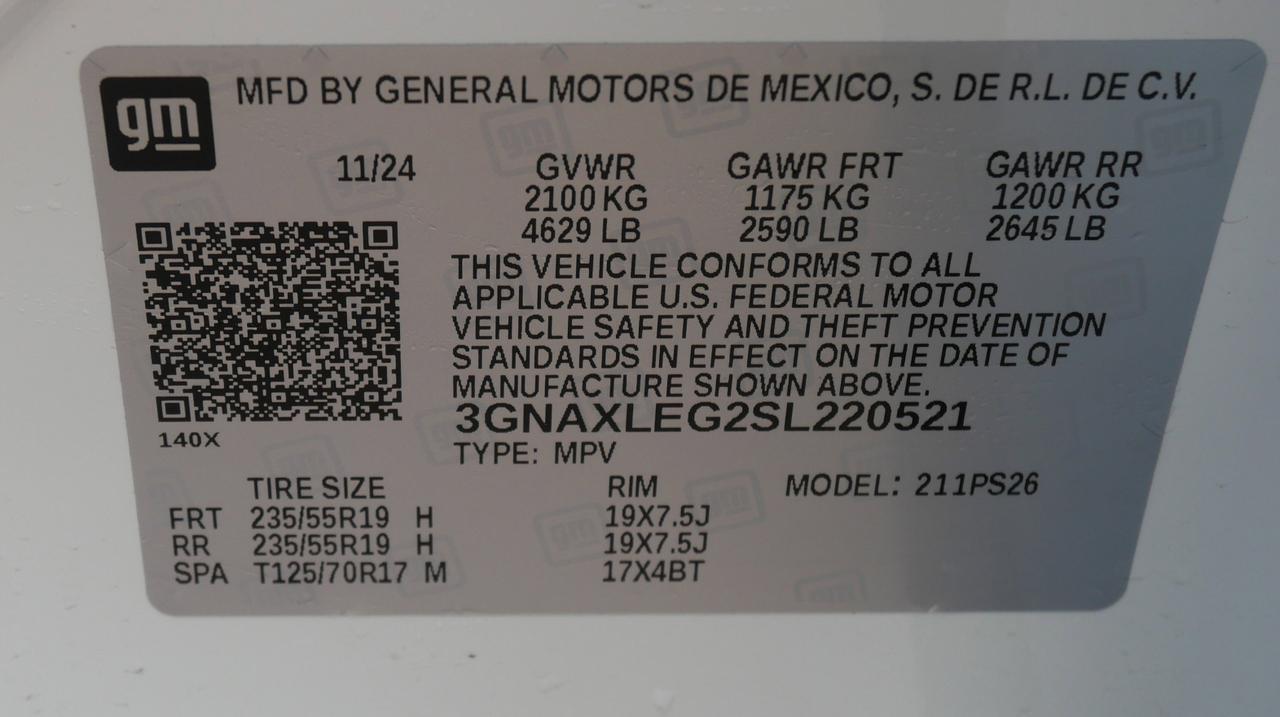 gm MFD BY GENERAL MOTORS DE MEXICO, S. DE R.L. DE C.V.
11/24 GVWR GAWR FRT GAWR RR
2100 KG 1175 KG 1200 KG
4629 LB 2590 LB 2645 LB
THIS VEHICLE CONFORMS TO ALL
APPLICABLE U.S. FEDERAL MOTOR
VEHICLE SAFETY AND THEFT PREVENTION
STANDARDS IN EFFECT ON THE DATE OF
MANUFACTURE SHOWN ABOVE.
3GNAXLEG2SL220521
140X
TYPE: MPV
TIRE SIZE RIM MODEL: 211PS26
FRT 235/55R19 H 19X7.5J
RR 235/55R19 H 19X7.5J
SPA T125/70R17 M 17X4BT